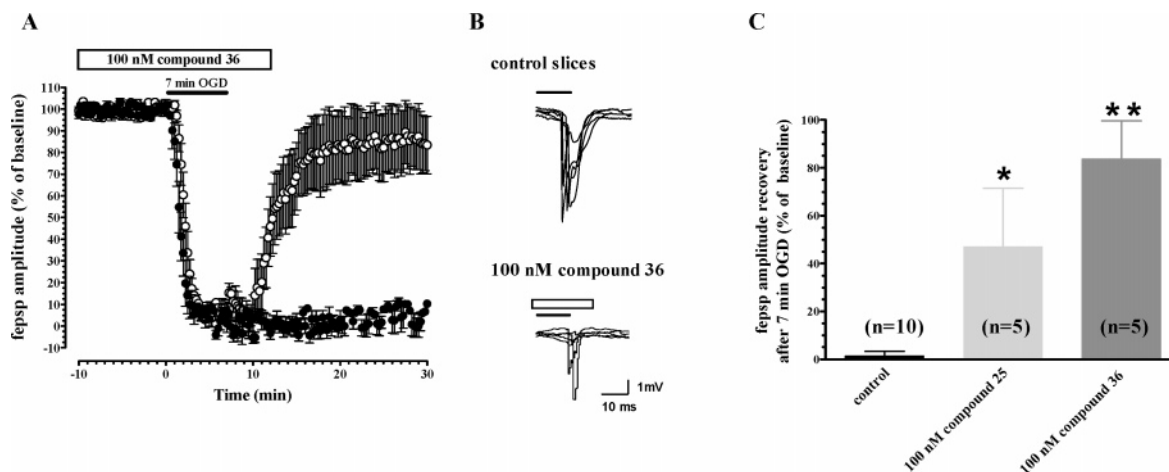 A
100 nM compound 36
7 min OGD
fepsp amplitude (% of baseline)
110
100
90
80
70
60
50
40
30
20
10
0
-10
-10
0
10
20
30
Time (min)
B
control slices
100 nM compound 36
1mV
10 ms
C
fepsp amplitude recovery
after 7 min OGD (% of baseline)
100
80
60
40
20
0
*
**
(n=10)
(n=5)
(n=5)
control
100 nM compound 25
100 nM compound 36